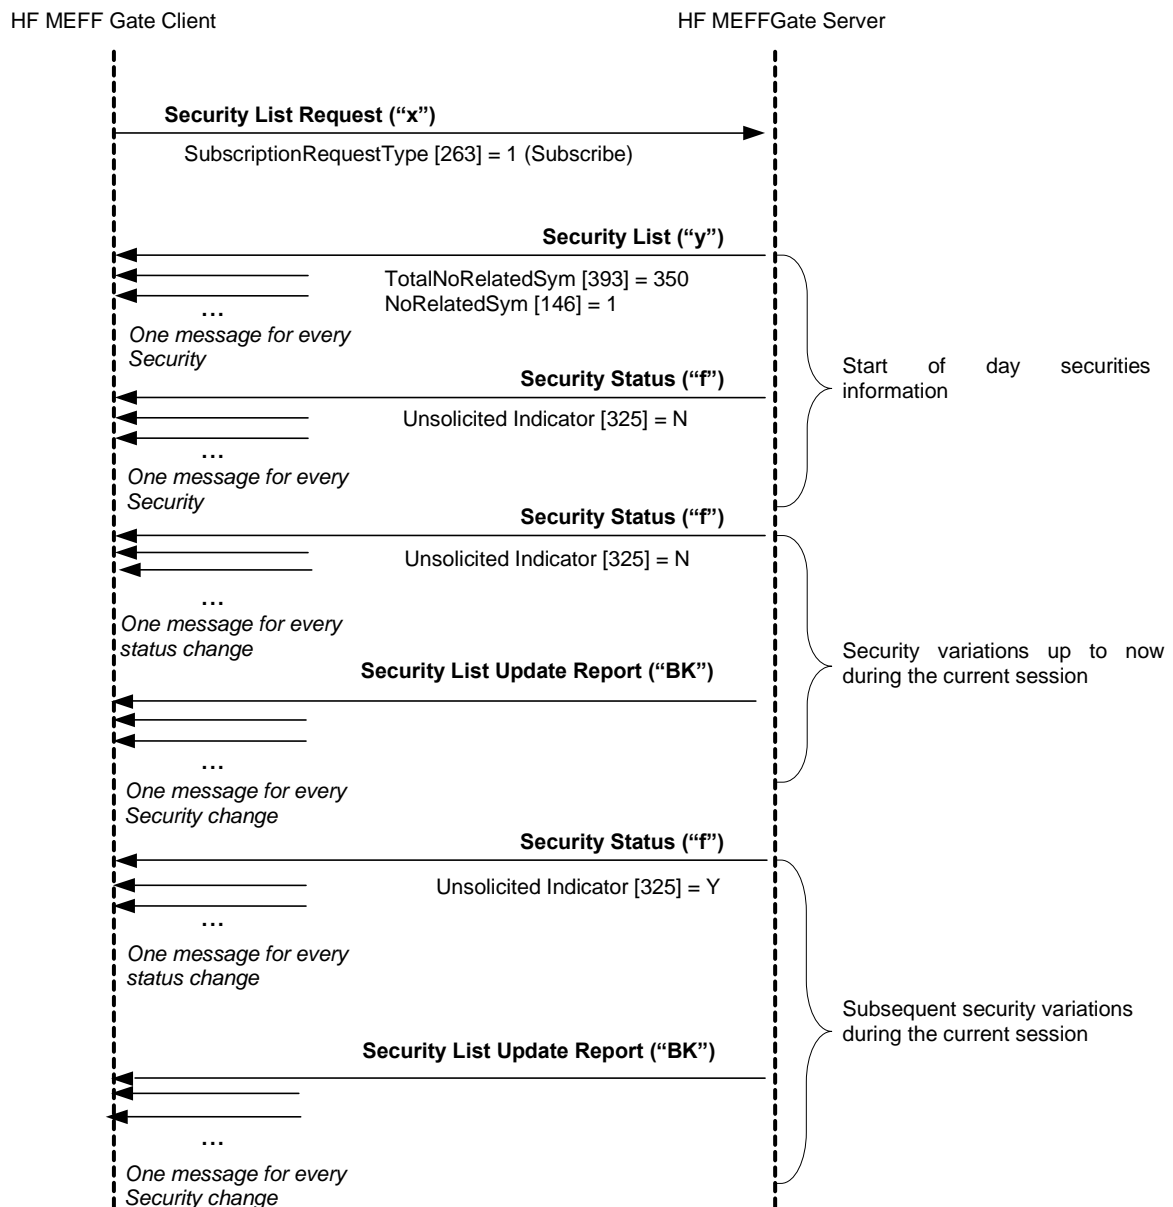 HF MEFF Gate Client
HF MEFFGate Server
Security List Request (“x”)
SubscriptionRequestType [263] = 1 (Subscribe)
Security List (“y”)
TotalNoRelatedSym [393] = 350
NoRelatedSym [146] = 1
...
One message for every
Security
Start of day securities
information
Security Status (“f”)
Unsolicited Indicator [325] = N
...
One message for every
Security
Security Status (“f”)
Unsolicited Indicator [325] = N
...
One message for every
status change
Security variations up to now
during the current session
Security List Update Report (“BK”)
...
One message for every
Security change
Security Status (“f”)
Unsolicited Indicator [325] = Y
...
One message for every
status change
Subsequent security variations
during the current session
Security List Update Report (“BK”)
...
One message for every
Security change